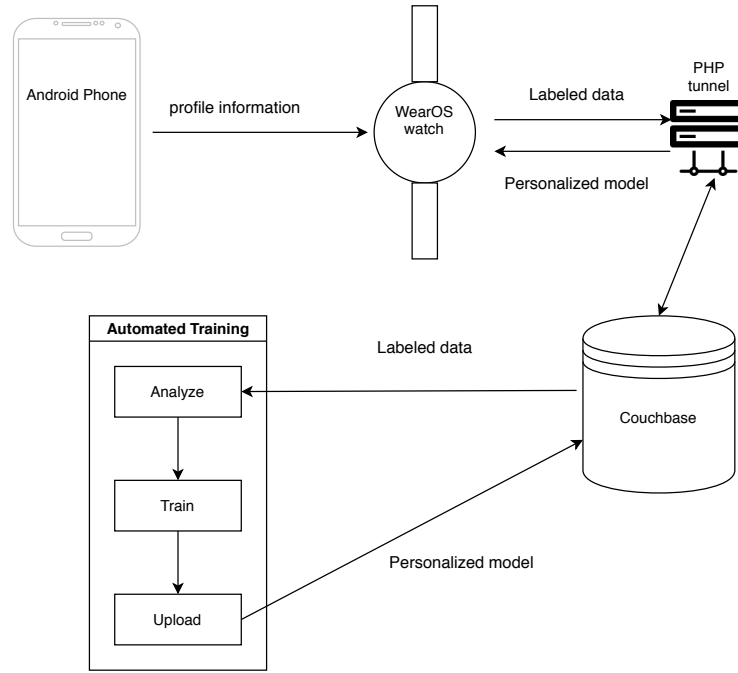 Android Phone
profile information
WearOS
watch
Labeled data
Personalized model
PHP
tunnel
Automated Training
Analyze
Train
Upload
Labeled data
Personalized model
Couchbase